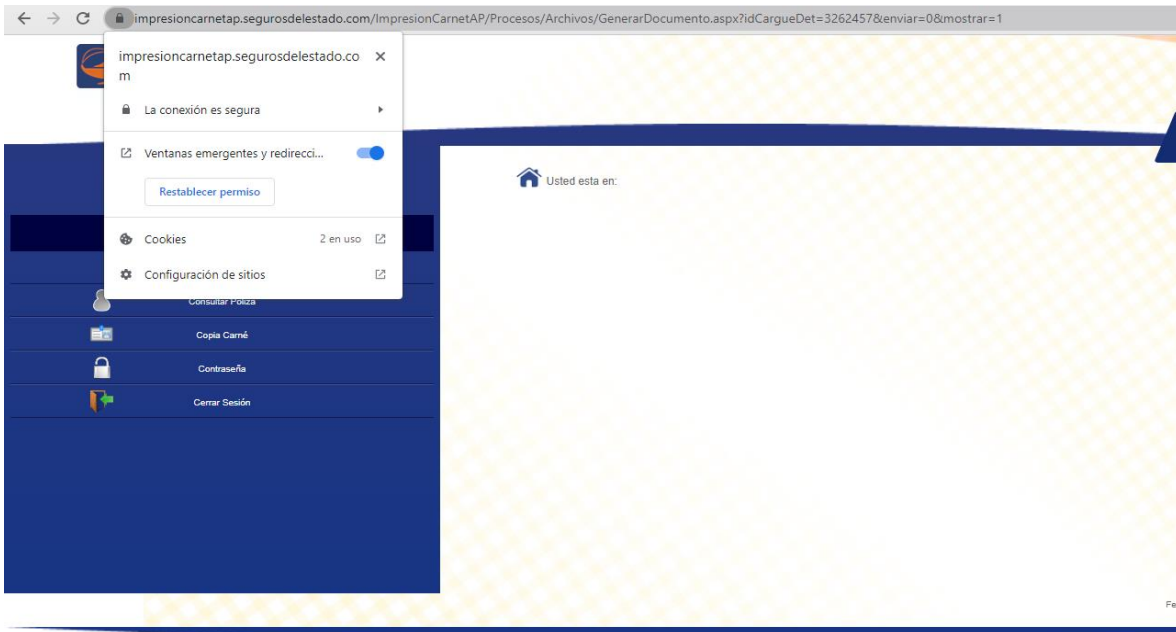 impresioncarnetap.segurosdelestado.com/ImpresionCarnetAP/Procesos/Archivos/GenerarDocumento.aspx?idCargueDet=3262457&enviar=0&mostrar=1
impresioncarnetap.segurosdelestado.co
m
La conexión es segura
Ventanas emergentes y redirecci...
Restablecer permiso
Cookies 2 en uso
Configuración de sitios
Usted esta en:
Consultar Poliza
Copia Carné
Contraseña
Cerrar Sesión
Fe